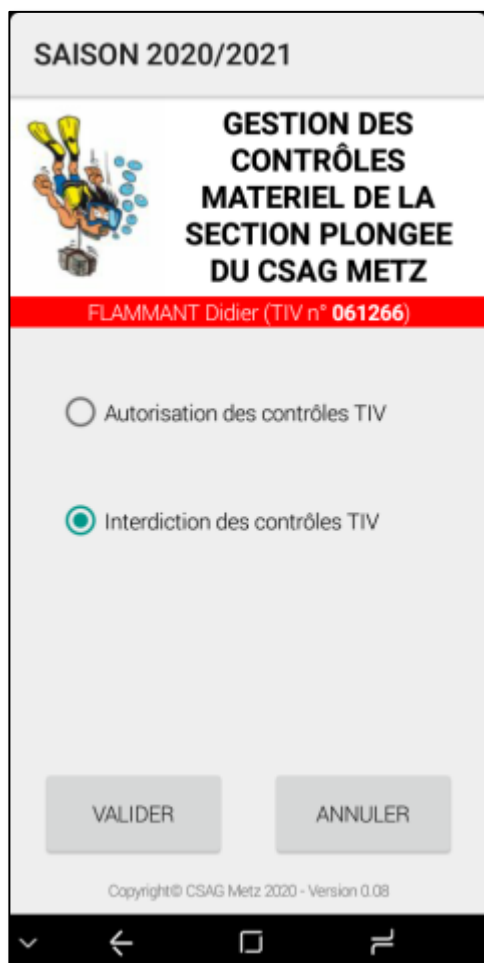 SAISON 2020/2021
GESTION DES
CONTRÔLES
MATERIEL DE LA
SECTION PLONGEE
DU CSAG METZ
FLAMMANT Didier (TIV n° 061266)
Autorisation des contrôles TIV
Interdiction des contrôles TIV
VALIDER
ANNULER
Copyright© CSAG Metz 2020 - Version 0.08